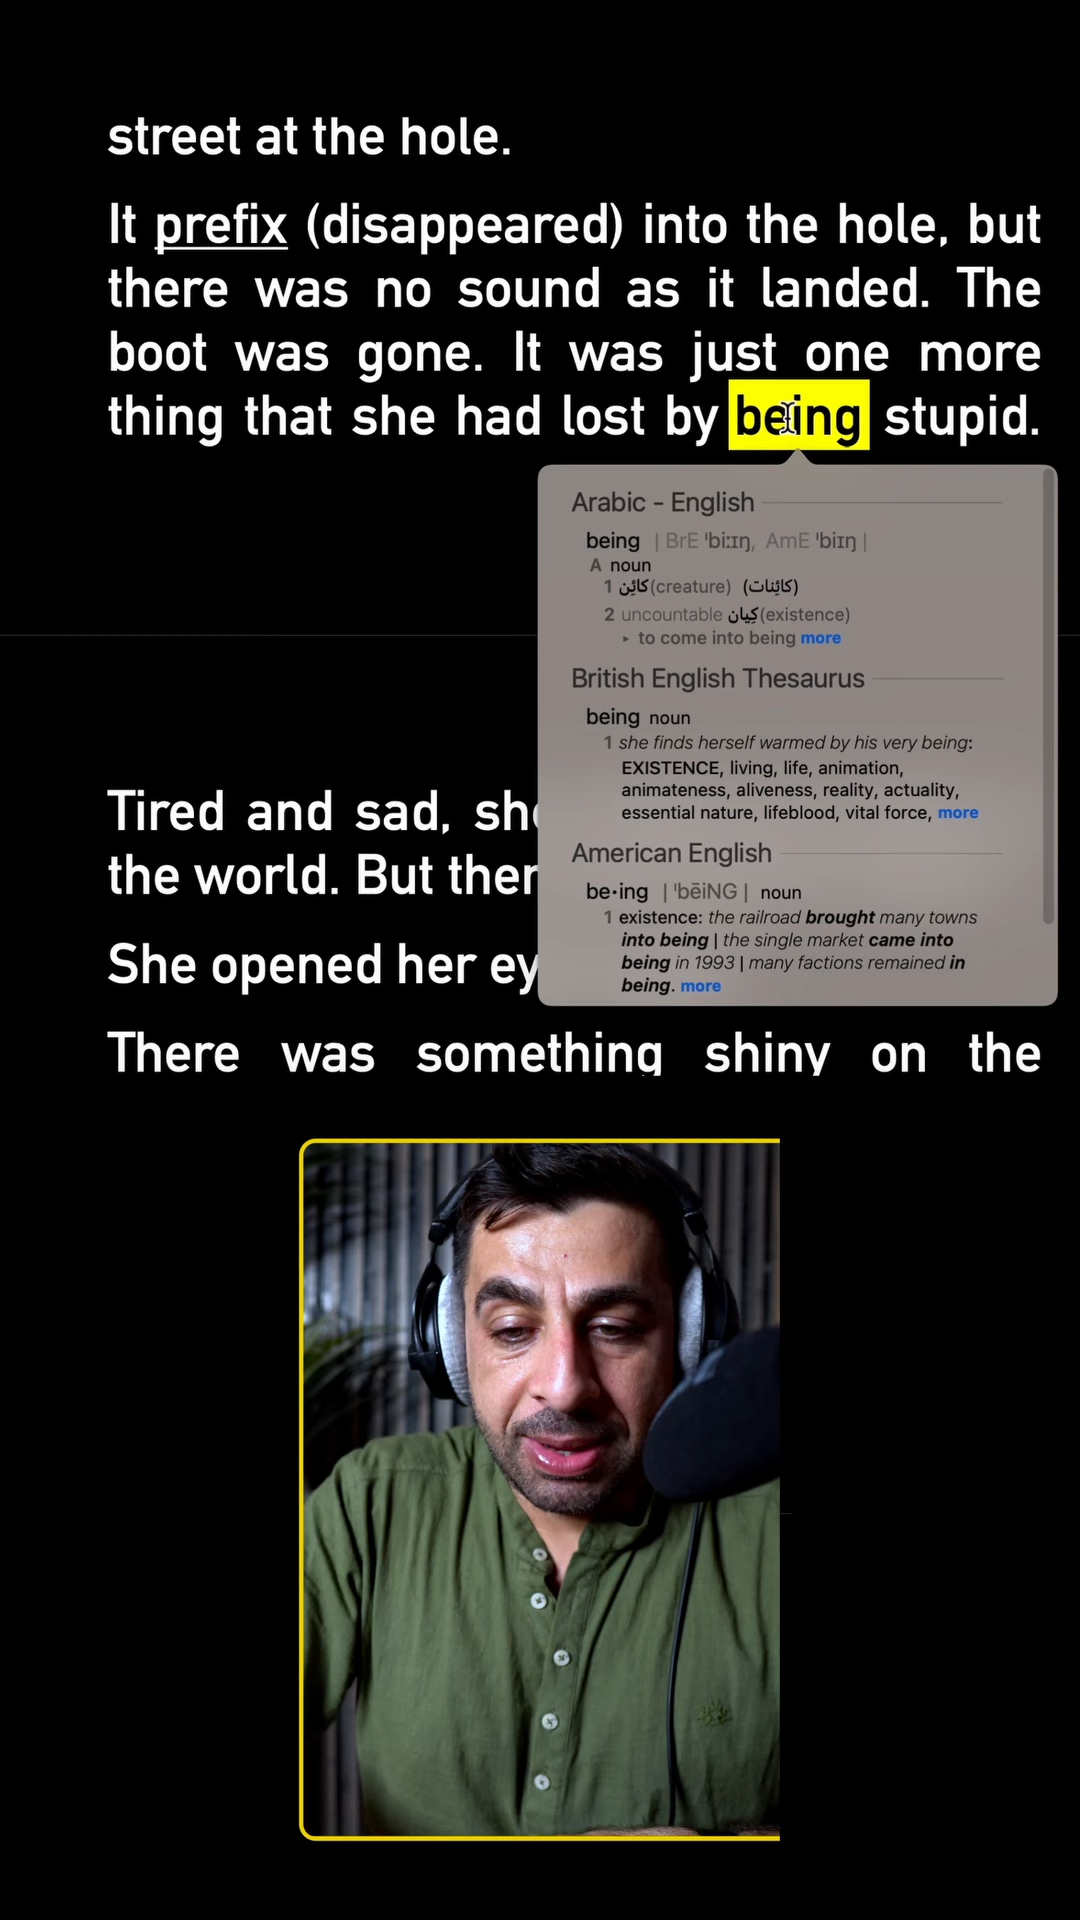 street at the hole.
It prefix (disappeared) into the hole, but
there was no sound as it landed. The
boot was gone. It was just one more
thing that she had lost by being stupid.
Arabic - English
being | BrE ˈbiːɪŋ, AmE ˈbiɪŋ |
A noun
1 كائِن(creature) (كائِنات)
2 uncountable كِيان(existence)
▸ to come into being more
British English Thesaurus
being noun
1 she finds herself warmed by his very being:
EXISTENCE, living, life, animation,
animateness, aliveness, reality, actuality,
essential nature, lifeblood, vital force, more
American English
be·ing | ˈbēiNG | noun
1 existence: the railroad brought many towns
into being | the single market came into
being in 1993 | many factions remained in
being. more
Tired and sad, she
the world. But ther
She opened her ey
There was something shiny on the